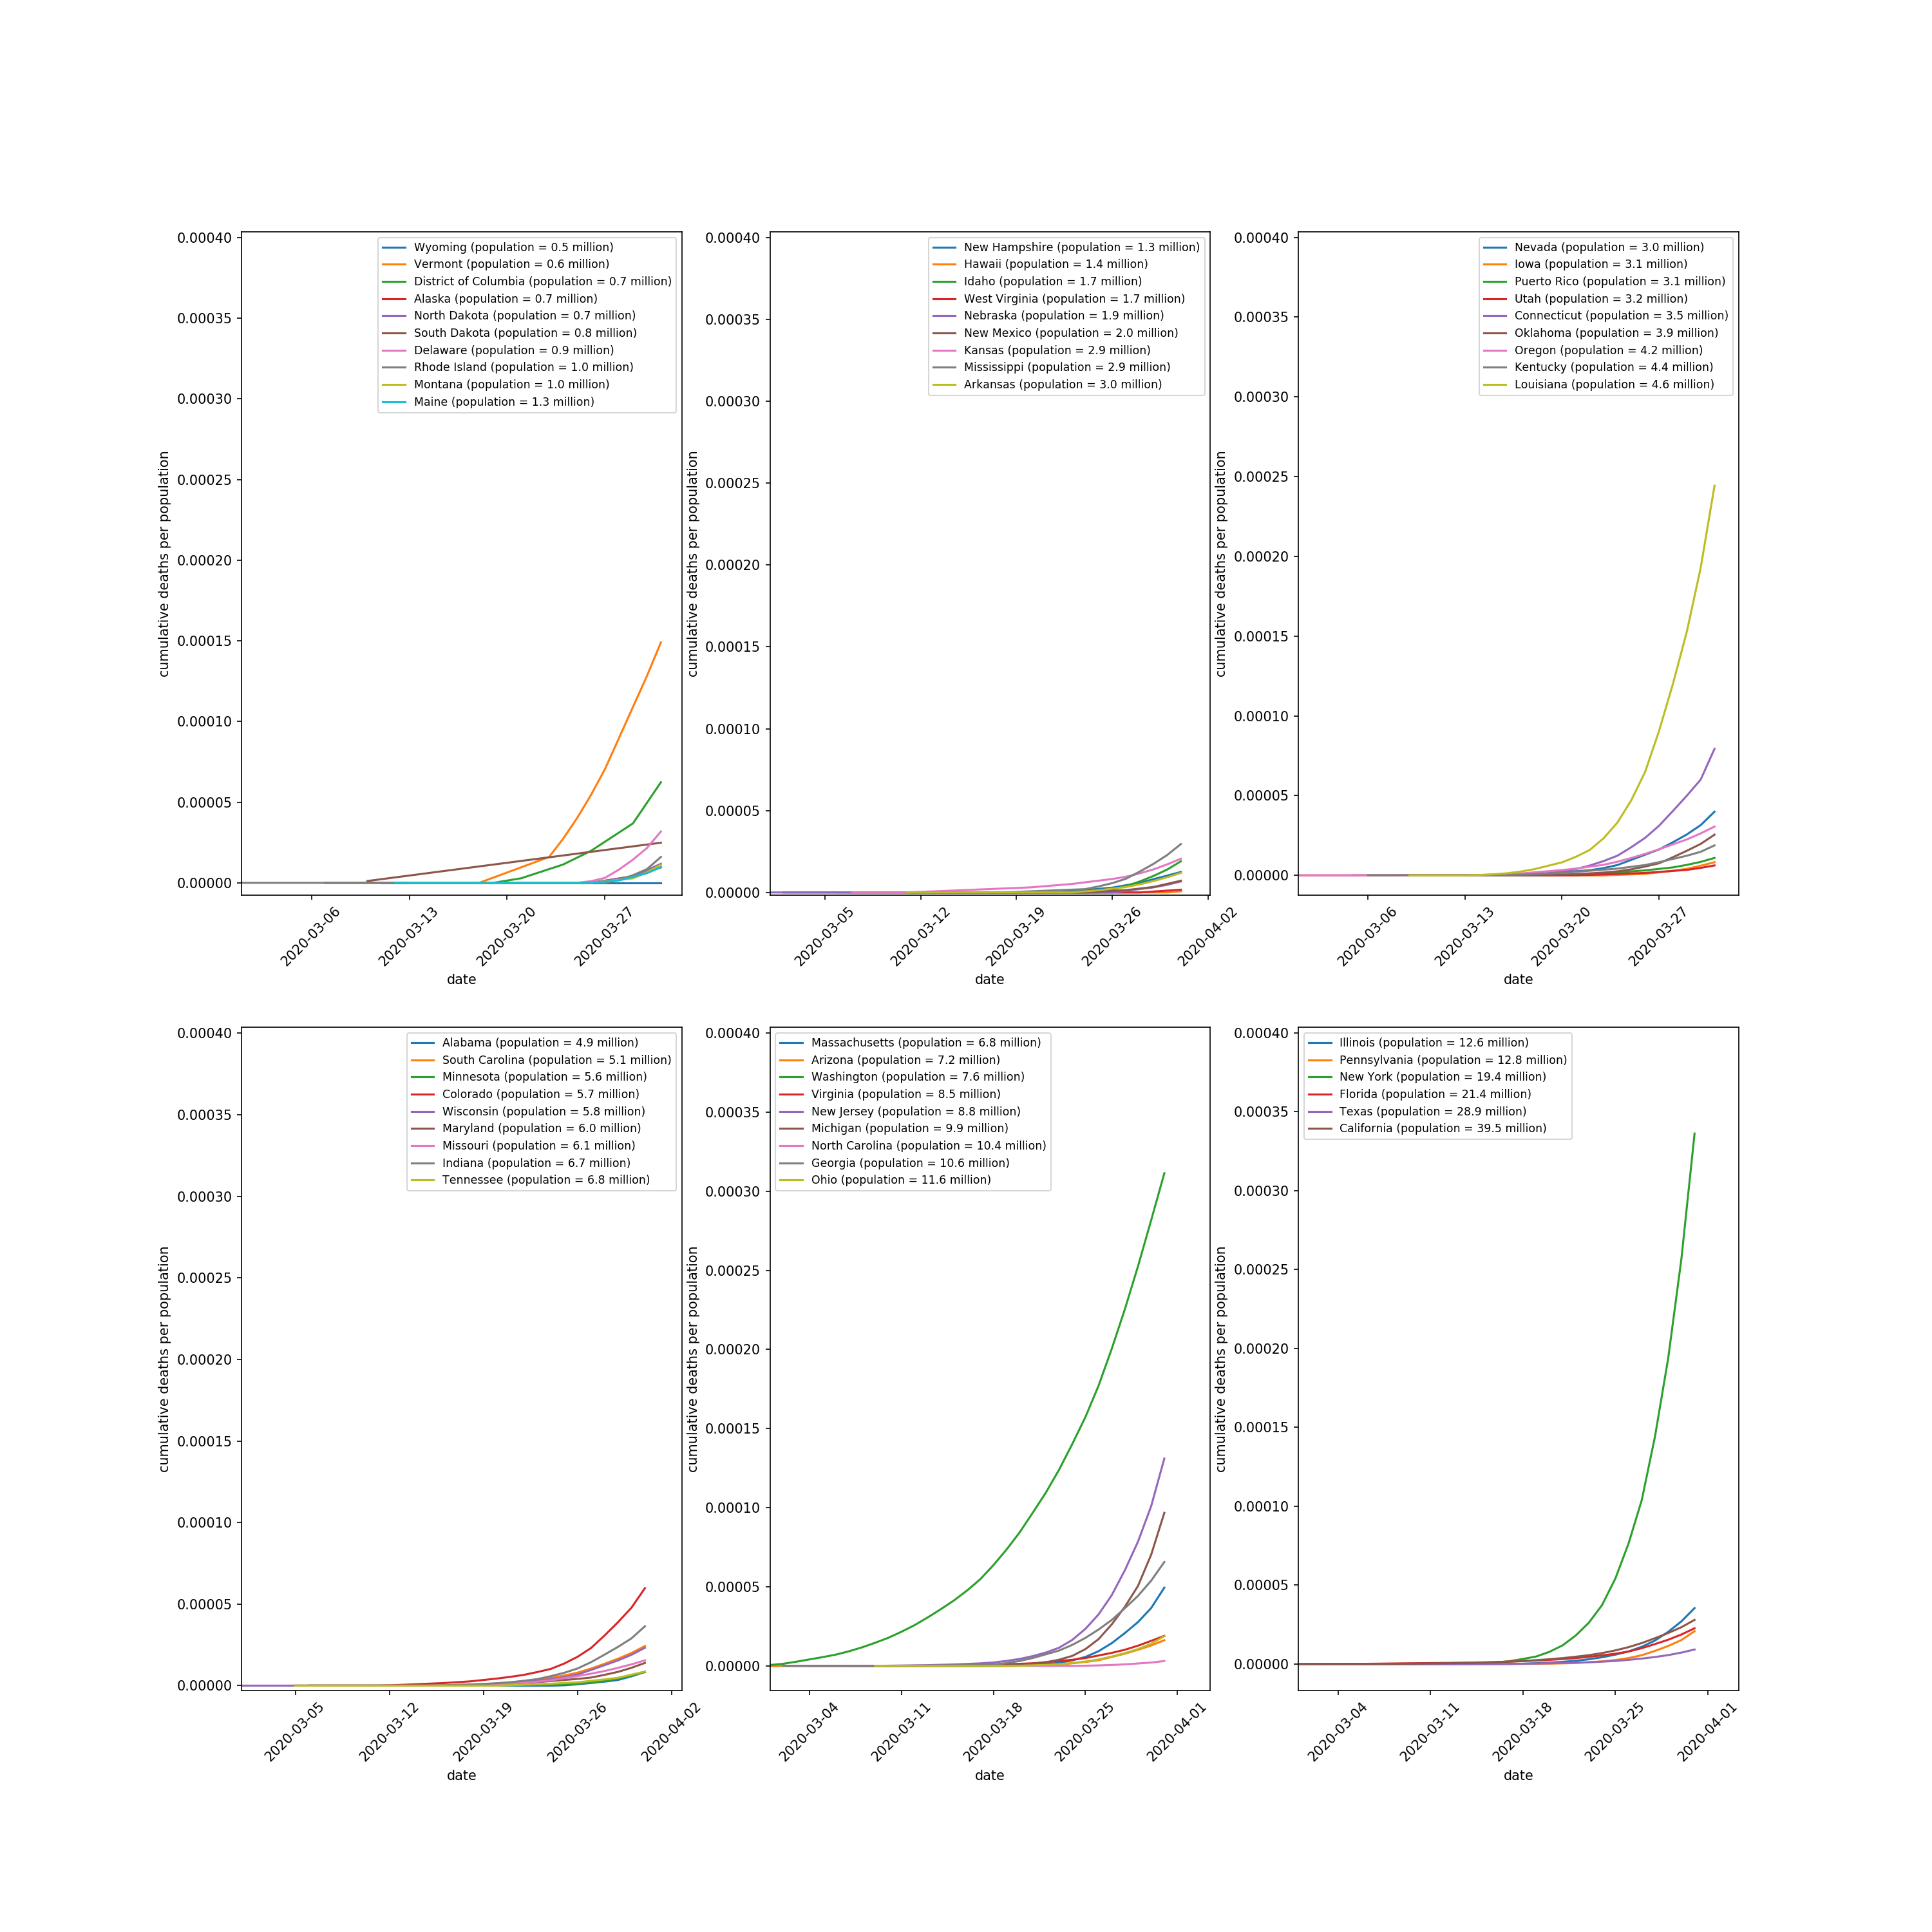 0.00040
0.00035
0.00030
0.00025
0.00020
0.00015
0.00010
0.00005
0.00000
cumulative deaths per population
Wyoming (population = 0.5 million)
Vermont (population = 0.6 million)
District of Columbia (population = 0.7 million)
Alaska (population = 0.7 million)
North Dakota (population = 0.7 million)
South Dakota (population = 0.8 million)
Delaware (population = 0.9 million)
Rhode Island (population = 1.0 million)
Montana (population = 1.0 million)
Maine (population = 1.3 million)
2020-03-06
2020-03-13
2020-03-20
2020-03-27
date
0.00040
0.00035
0.00030
0.00025
0.00020
0.00015
0.00010
0.00005
0.00000
cumulative deaths per population
New Hampshire (population = 1.3 million)
Hawaii (population = 1.4 million)
Idaho (population = 1.7 million)
West Virginia (population = 1.7 million)
Nebraska (population = 1.9 million)
New Mexico (population = 2.0 million)
Kansas (population = 2.9 million)
Mississippi (population = 2.9 million)
Arkansas (population = 3.0 million)
2020-03-05
2020-03-12
2020-03-19
2020-03-26
2020-04-02
date
0.00040
0.00035
0.00030
0.00025
0.00020
0.00015
0.00010
0.00005
0.00000
cumulative deaths per population
Nevada (population = 3.0 million)
Iowa (population = 3.1 million)
Puerto Rico (population = 3.1 million)
Utah (population = 3.2 million)
Connecticut (population = 3.5 million)
Oklahoma (population = 3.9 million)
Oregon (population = 4.2 million)
Kentucky (population = 4.4 million)
Louisiana (population = 4.6 million)
2020-03-06
2020-03-13
2020-03-20
2020-03-27
date
0.00040
0.00035
0.00030
0.00025
0.00020
0.00015
0.00010
0.00005
0.00000
cumulative deaths per population
Alabama (population = 4.9 million)
South Carolina (population = 5.1 million)
Minnesota (population = 5.6 million)
Colorado (population = 5.7 million)
Wisconsin (population = 5.8 million)
Maryland (population = 6.0 million)
Missouri (population = 6.1 million)
Indiana (population = 6.7 million)
Tennessee (population = 6.8 million)
2020-03-05
2020-03-12
2020-03-19
2020-03-26
2020-04-02
date
0.00040
0.00035
0.00030
0.00025
0.00020
0.00015
0.00010
0.00005
0.00000
cumulative deaths per population
Massachusetts (population = 6.8 million)
Arizona (population = 7.2 million)
Washington (population = 7.6 million)
Virginia (population = 8.5 million)
New Jersey (population = 8.8 million)
Michigan (population = 9.9 million)
North Carolina (population = 10.4 million)
Georgia (population = 10.6 million)
Ohio (population = 11.6 million)
2020-03-04
2020-03-11
2020-03-18
2020-03-25
2020-04-01
date
0.00040
0.00035
0.00030
0.00025
0.00020
0.00015
0.00010
0.00005
0.00000
cumulative deaths per population
Illinois (population = 12.6 million)
Pennsylvania (population = 12.8 million)
New York (population = 19.4 million)
Florida (population = 21.4 million)
Texas (population = 28.9 million)
California (population = 39.5 million)
2020-03-04
2020-03-11
2020-03-18
2020-03-25
2020-04-01
date